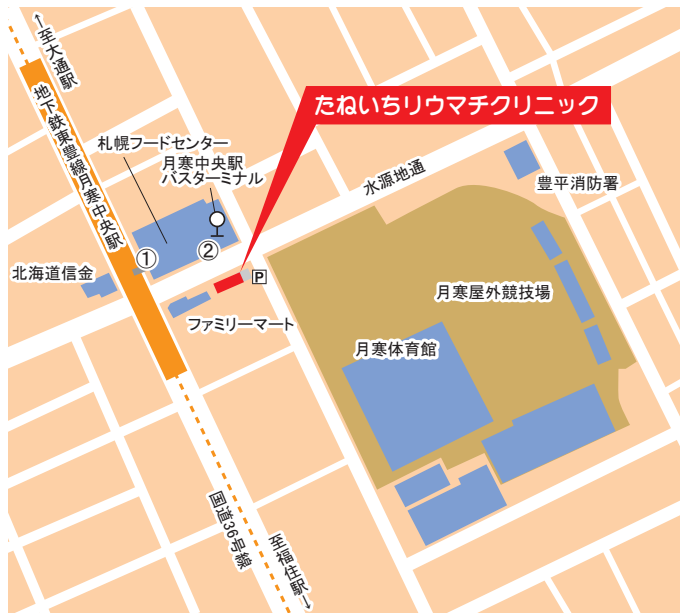 ←至大通駅
地下鉄東豊線月寒中央駅
たねいちリウマチクリニック
札幌フードセンター
月寒中央駅
バスターミナル
水源地通
豊平消防署
①
②
北海道信金
P
ファミリーマート
月寒屋外競技場
月寒体育館
国道36号線
至福住駅→